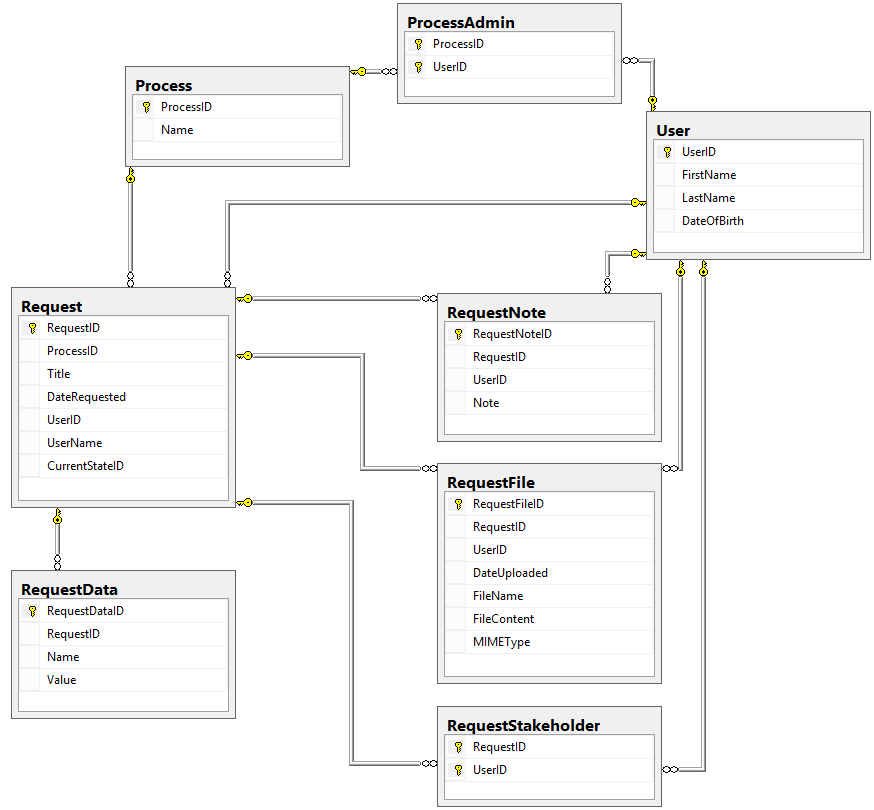 ProcessAdmin
ProcessID
UserID
Process
ProcessID
Name
User
UserID
FirstName
LastName
DateOfBirth
Request
RequestID
ProcessID
Title
DateRequested
UserID
UserName
CurrentStateID
RequestNote
RequestNoteID
RequestID
UserID
Note
RequestFile
RequestFileID
RequestID
UserID
DateUploaded
FileName
FileContent
MIMEType
RequestData
RequestDataID
RequestID
Name
Value
RequestStakeholder
RequestID
UserID